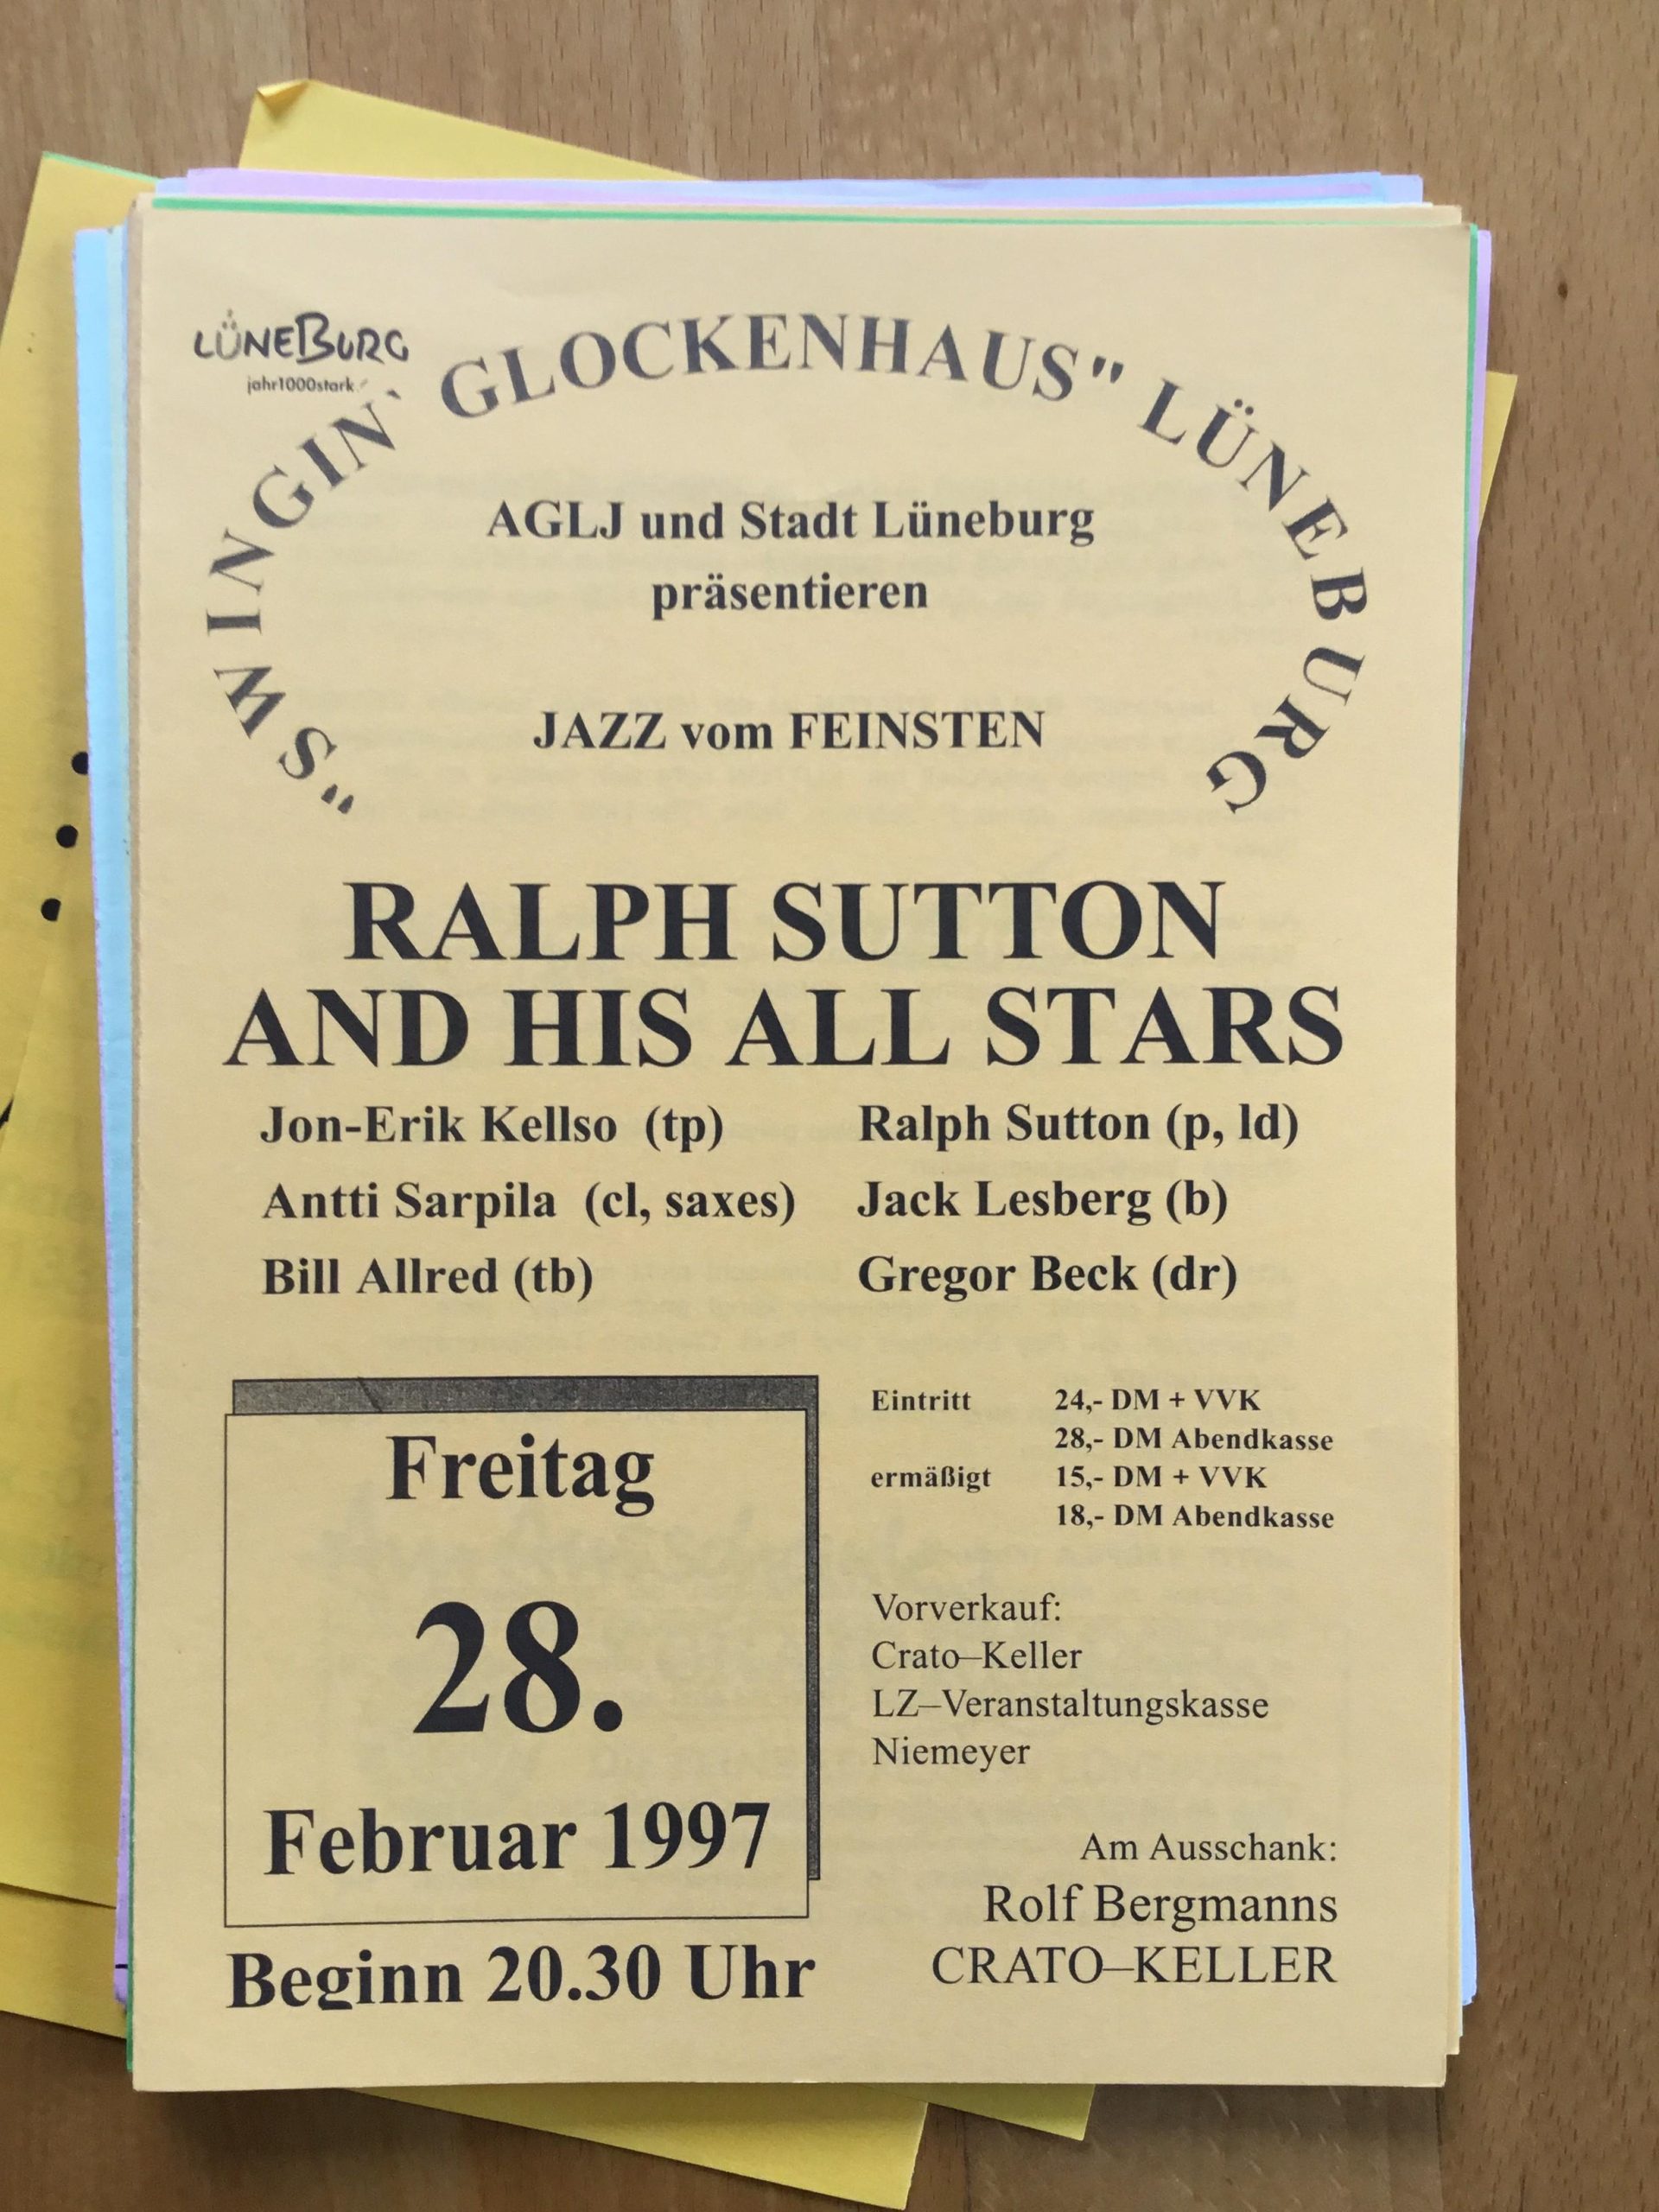 LÜNEBURG
jahr1000stark
"SWINGIN` GLOCKENHAUS" LÜNEBURG
AGLJ und Stadt Lüneburg
präsentieren
JAZZ vom FEINSTEN
RALPH SUTTON
AND HIS ALL STARS
Jon-Erik Kellso (tp) Ralph Sutton (p, ld)
Antti Sarpila (cl, saxes) Jack Lesberg (b)
Bill Allred (tb) Gregor Beck (dr)
Freitag
28.
Februar 1997
Beginn 20.30 Uhr
Eintritt 24,- DM + VVK
28,- DM Abendkasse
ermäßigt 15,- DM + VVK
18,- DM Abendkasse
Vorverkauf:
Crato–Keller
LZ–Veranstaltungskasse
Niemeyer
Am Ausschank:
Rolf Bergmanns
CRATO–KELLER